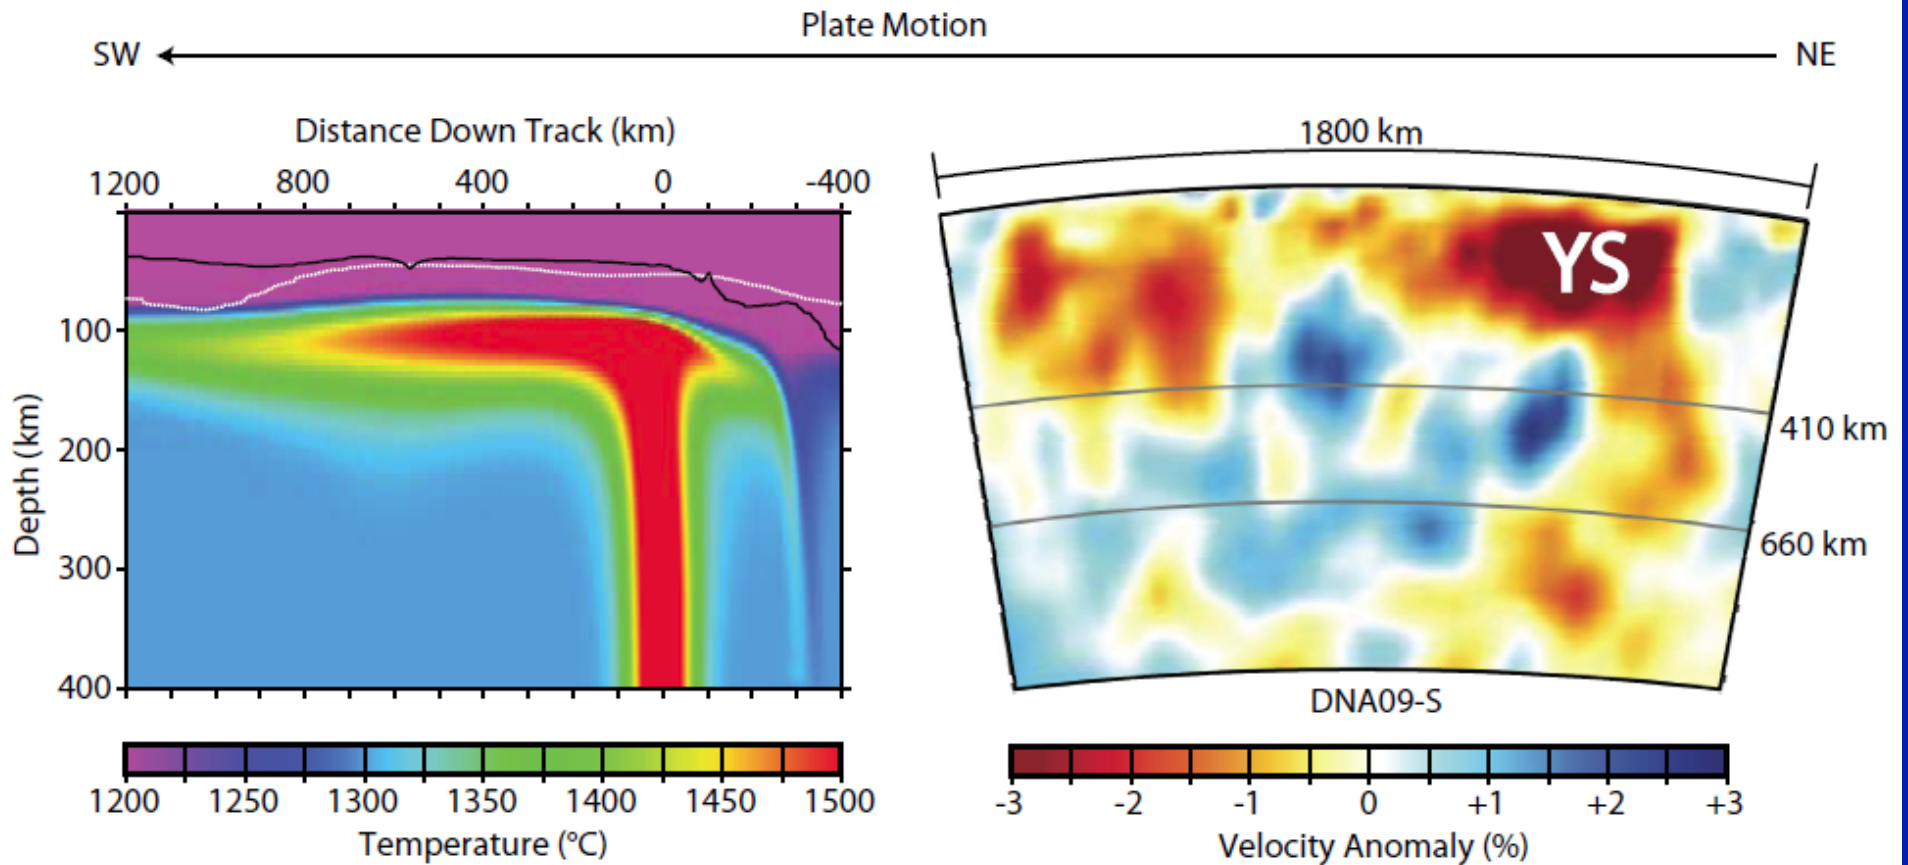 Plate Motion
SW
NE
Distance Down Track (km)
1200 800 400 0 -400
Depth (km)
100
200
300
400
1200 1250 1300 1350 1400 1450 1500
Temperature (°C)
1800 km
YS
410 km
660 km
DNA09-S
-3 -2 -1 0 +1 +2 +3
Velocity Anomaly (%)